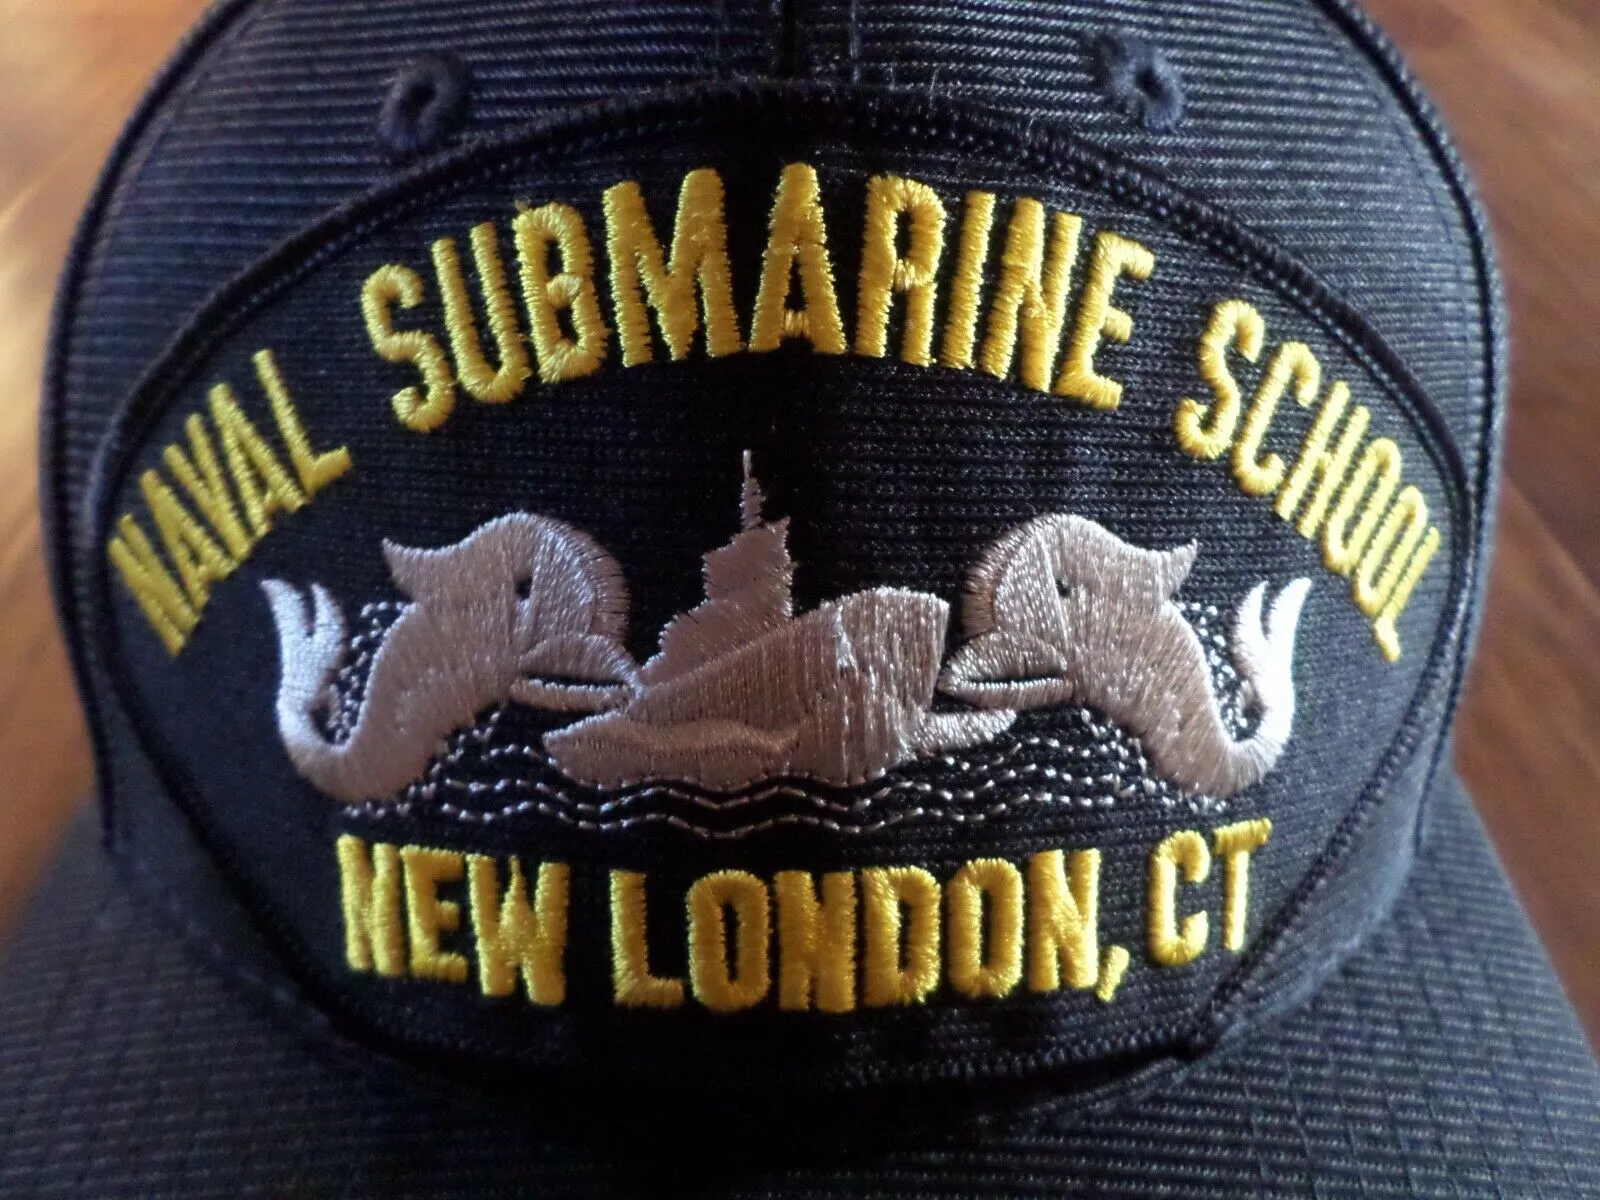 NAVAL SUBMARINE SCHOOL
NEW LONDON, CT